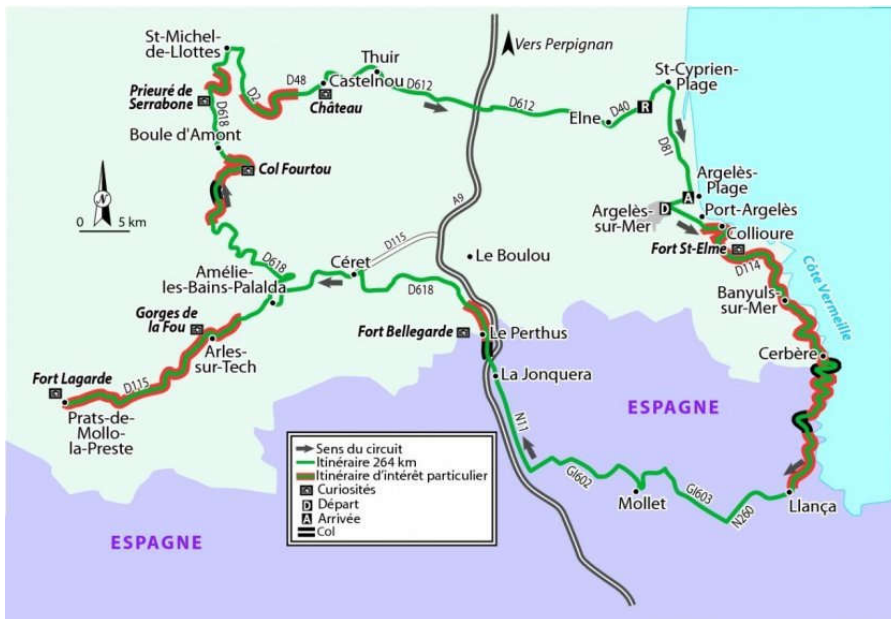 St-Michel-
de-Llottes
Thuir
Vers Perpignan
D48
Castelnou
Château
D2
D612
D612
St-Cyprien-
Plage
Prieuré de
Serrabone
D618
Boule d'Amont
Elne
D40
R
D81
N
0 5 km
Col Fourtou
A9
Argelès-
Plage
A
D
Port-Argelès
Argelès-
sur-Mer
Collioure
Fort St-Elme
D114
Côte Vermeille
D115
Céret
Le Boulou
D618
Amélie-
les-Bains-Palalda
D618
Banyuls-
sur-Mer
Gorges de
la Fou
Arles-
sur-Tech
Fort Bellegarde
Le Perthus
Cerbère
Fort Lagarde
D115
Prats-de-
Mollo-
la-Preste
La Jonquera
ESPAGNE
N11
GI602
Mollet
GI603
N260
Llança
ESPAGNE
Sens du circuit
Itinéraire 264 km
Itinéraire d'intérêt particulier
Curiosités
D Départ
A Arrivée
Col